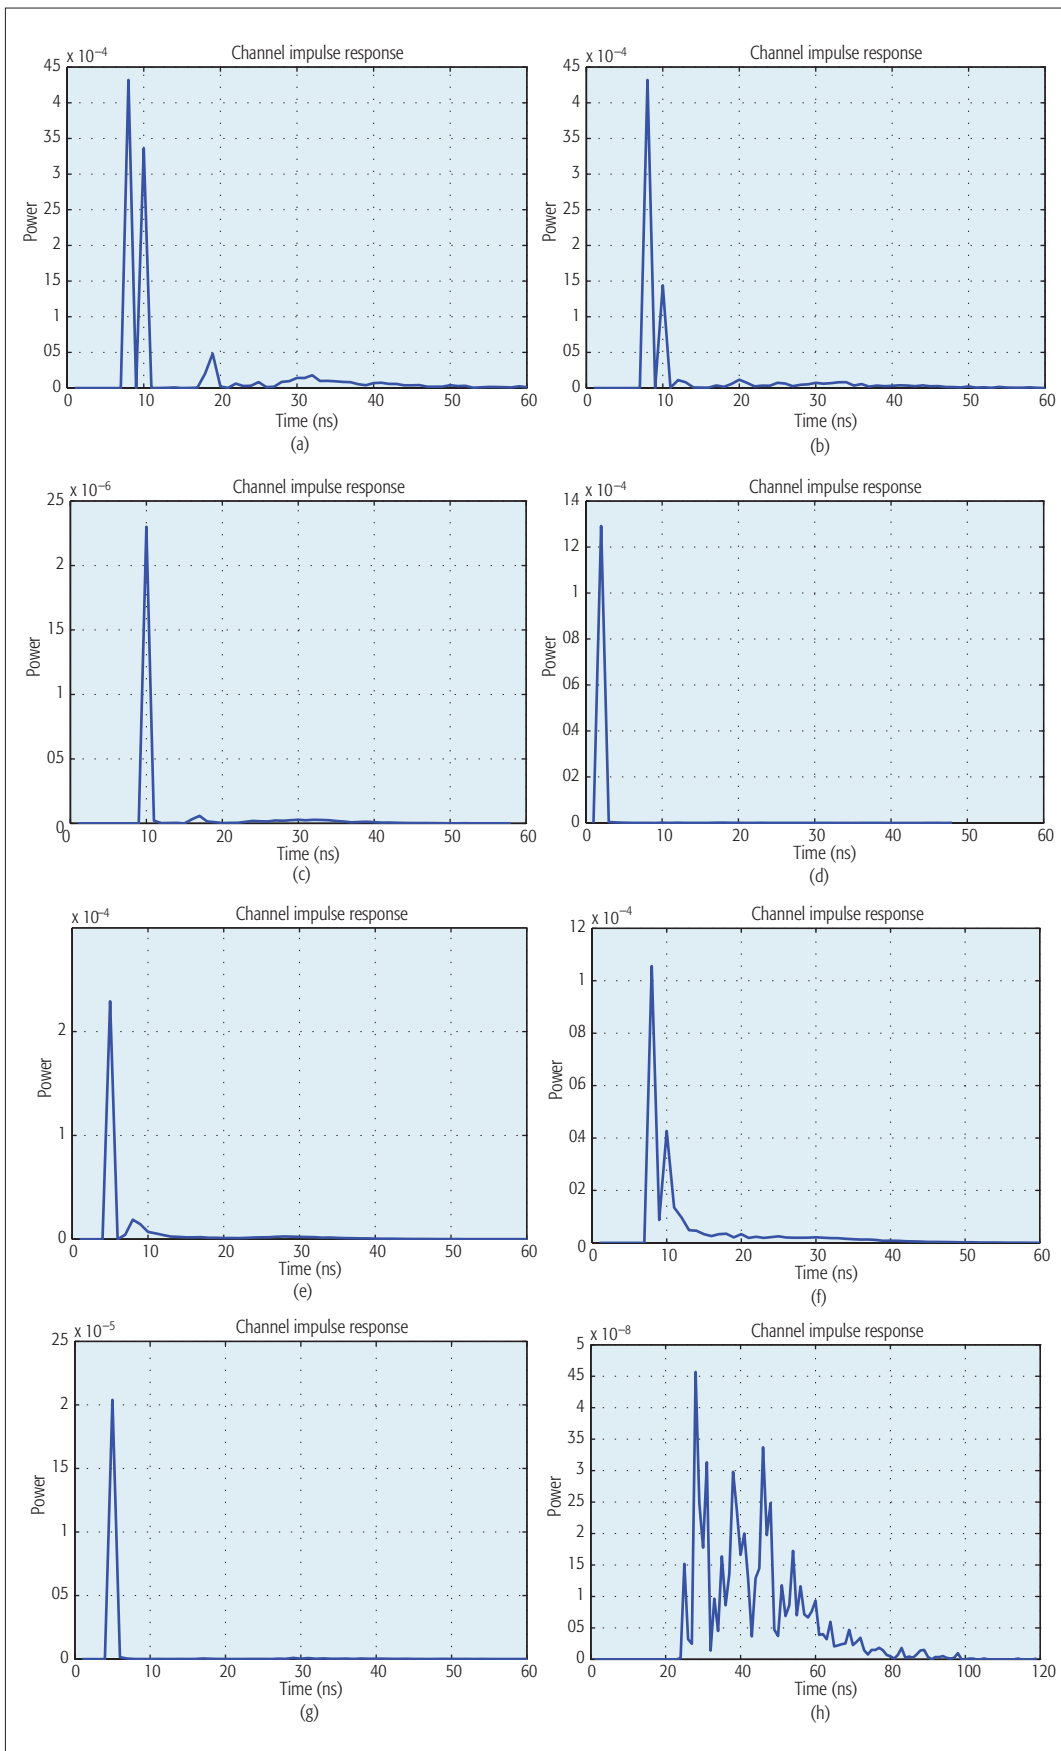 x 10⁻⁴
Channel impulse response
45
4
35
3
25
2
15
1
05
0
Power
0 10 20 30 40 50 60
Time (ns)
(a)
x 10⁻⁴
Channel impulse response
45
4
35
3
25
2
15
1
05
0
Power
0 10 20 30 40 50 60
Time (ns)
(b)
x 10⁻⁶
Channel impulse response
25
2
15
1
05
0
Power
0 10 20 30 40 50 60
Time (ns)
(c)
x 10⁻⁴
Channel impulse response
14
12
1
08
06
04
02
0
Power
0 10 20 30 40 50 60
Time (ns)
(d)
x 10⁻⁴
Channel impulse response
2
1
0
Power
0 10 20 30 40 50 60
Time (ns)
(e)
x 10⁻⁴
Channel impulse response
12
1
08
06
04
02
0
Power
0 10 20 30 40 50 60
Time (ns)
(f)
x 10⁻⁵
Channel impulse response
25
2
15
1
05
0
Power
0 10 20 30 40 50 60
Time (ns)
(g)
x 10⁻⁸
Channel impulse response
5
45
4
35
3
25
2
15
1
05
0
Power
0 20 40 60 80 100 120
Time (ns)
(h)